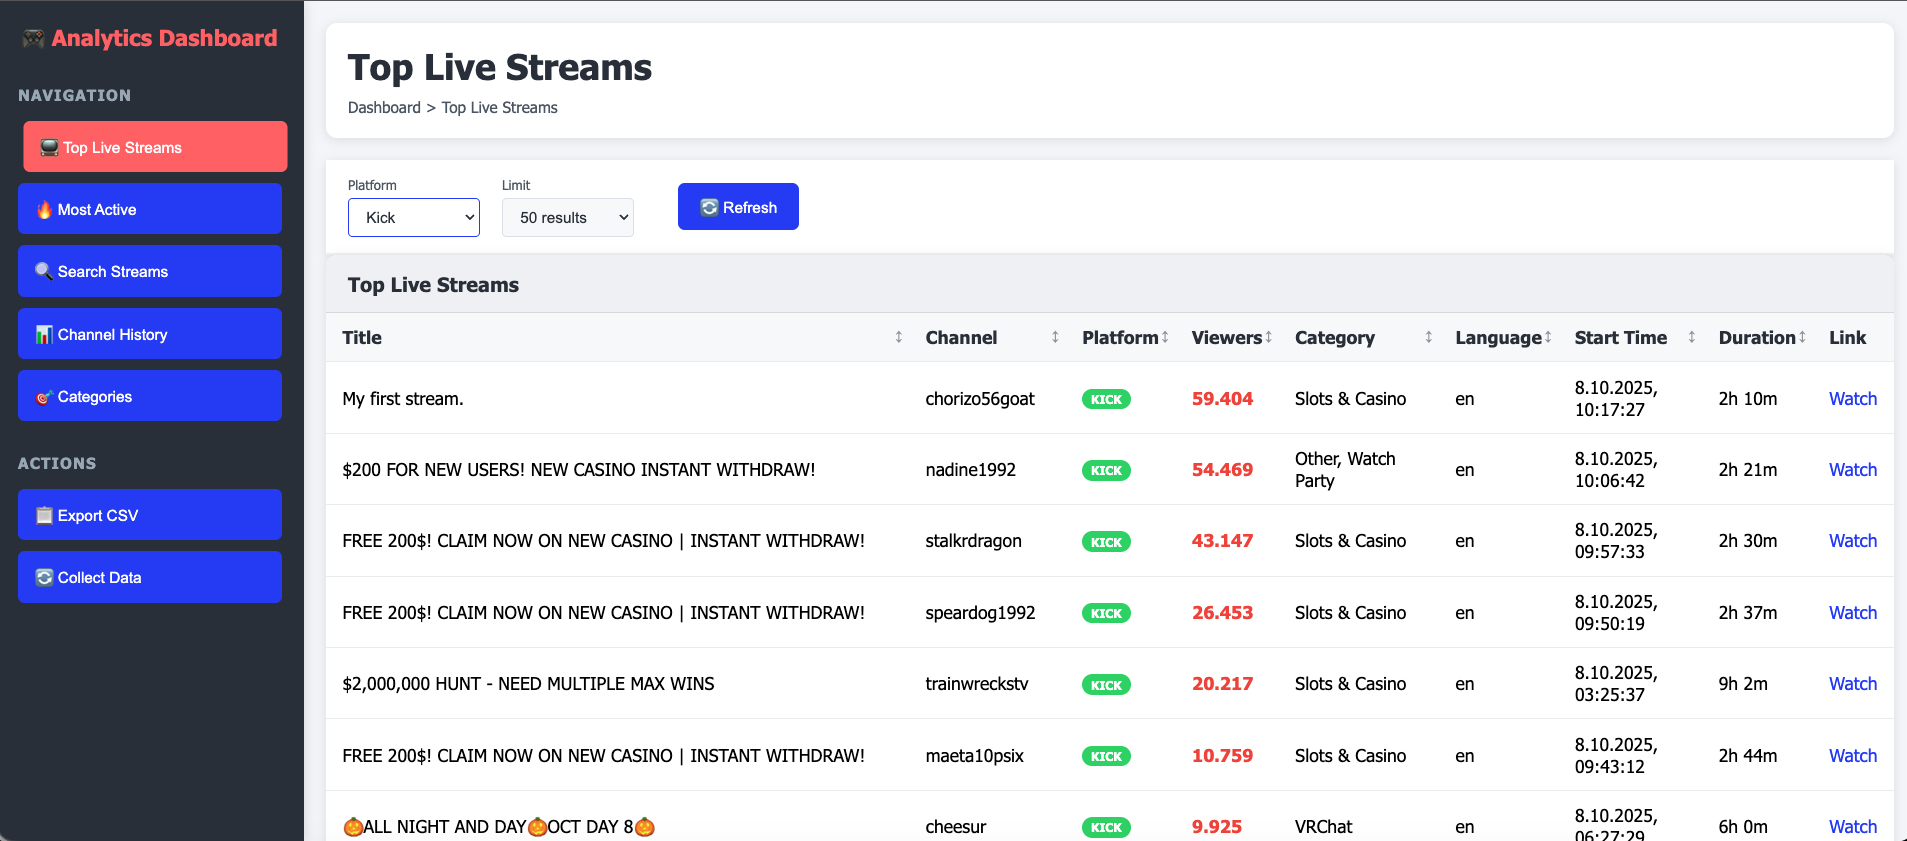 Analytics Dashboard
NAVIGATION
Top Live Streams
Most Active
Search Streams
Channel History
Categories
ACTIONS
Export CSV
Collect Data
Top Live Streams
Dashboard > Top Live Streams
Platform Limit
Kick 50 results Refresh
Top Live Streams
Title Channel Platform Viewers Category Language Start Time Duration Link
My first stream. chorizo56goat KICK 59.404 Slots & Casino en 8.10.2025, 2h 10m Watch
10:17:27
$200 FOR NEW USERS! NEW CASINO INSTANT WITHDRAW! nadine1992 KICK 54.469 Other, Watch en 8.10.2025, 2h 21m Watch
Party 10:06:42
FREE 200$! CLAIM NOW ON NEW CASINO | INSTANT WITHDRAW! stalkrdragon KICK 43.147 Slots & Casino en 8.10.2025, 2h 30m Watch
09:57:33
FREE 200$! CLAIM NOW ON NEW CASINO | INSTANT WITHDRAW! speardog1992 KICK 26.453 Slots & Casino en 8.10.2025, 2h 37m Watch
09:50:19
$2,000,000 HUNT - NEED MULTIPLE MAX WINS trainwreckstv KICK 20.217 Slots & Casino en 8.10.2025, 9h 2m Watch
03:25:37
FREE 200$! CLAIM NOW ON NEW CASINO | INSTANT WITHDRAW! maeta10psix KICK 10.759 Slots & Casino en 8.10.2025, 2h 44m Watch
09:43:12
🎃ALL NIGHT AND DAY🎃OCT DAY 8🎃 cheesur KICK 9.925 VRChat en 8.10.2025, 6h 0m Watch
06:27:29